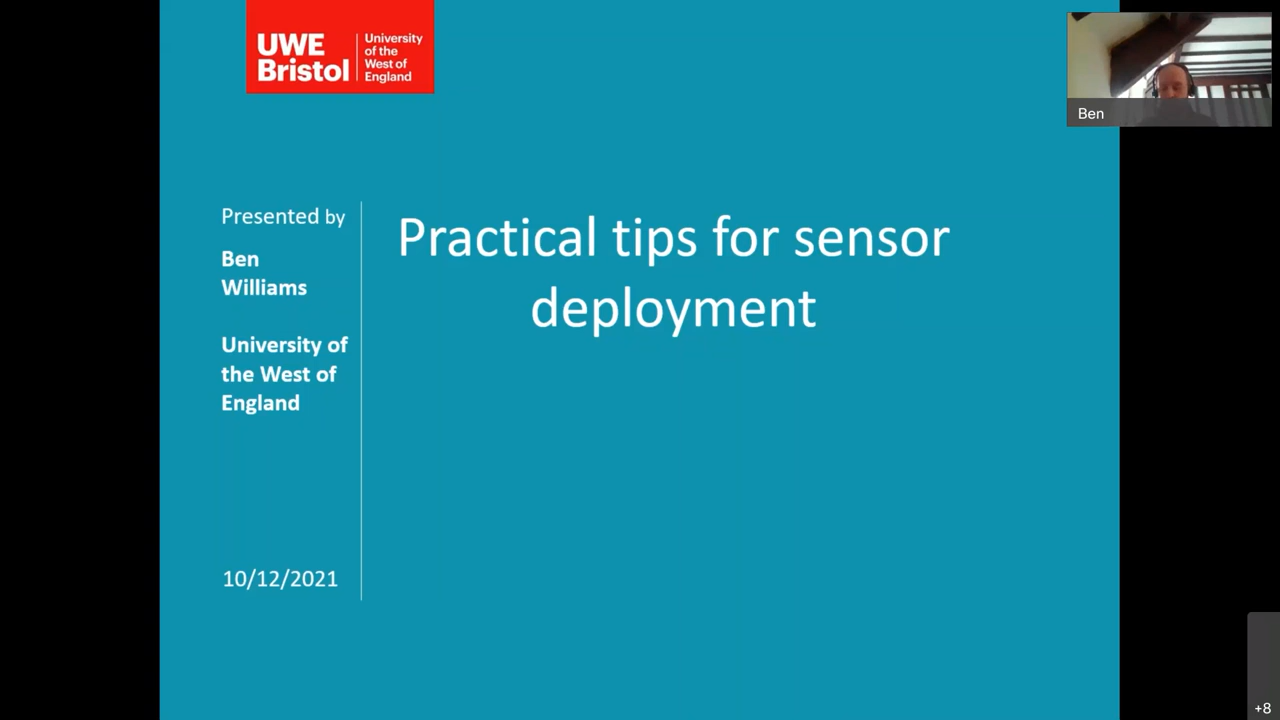 UWE
Bristol
University
of the
West of
England
Ben
Presented by
Ben
Williams
University of
the West of
England
10/12/2021
Practical tips for sensor
deployment
+8